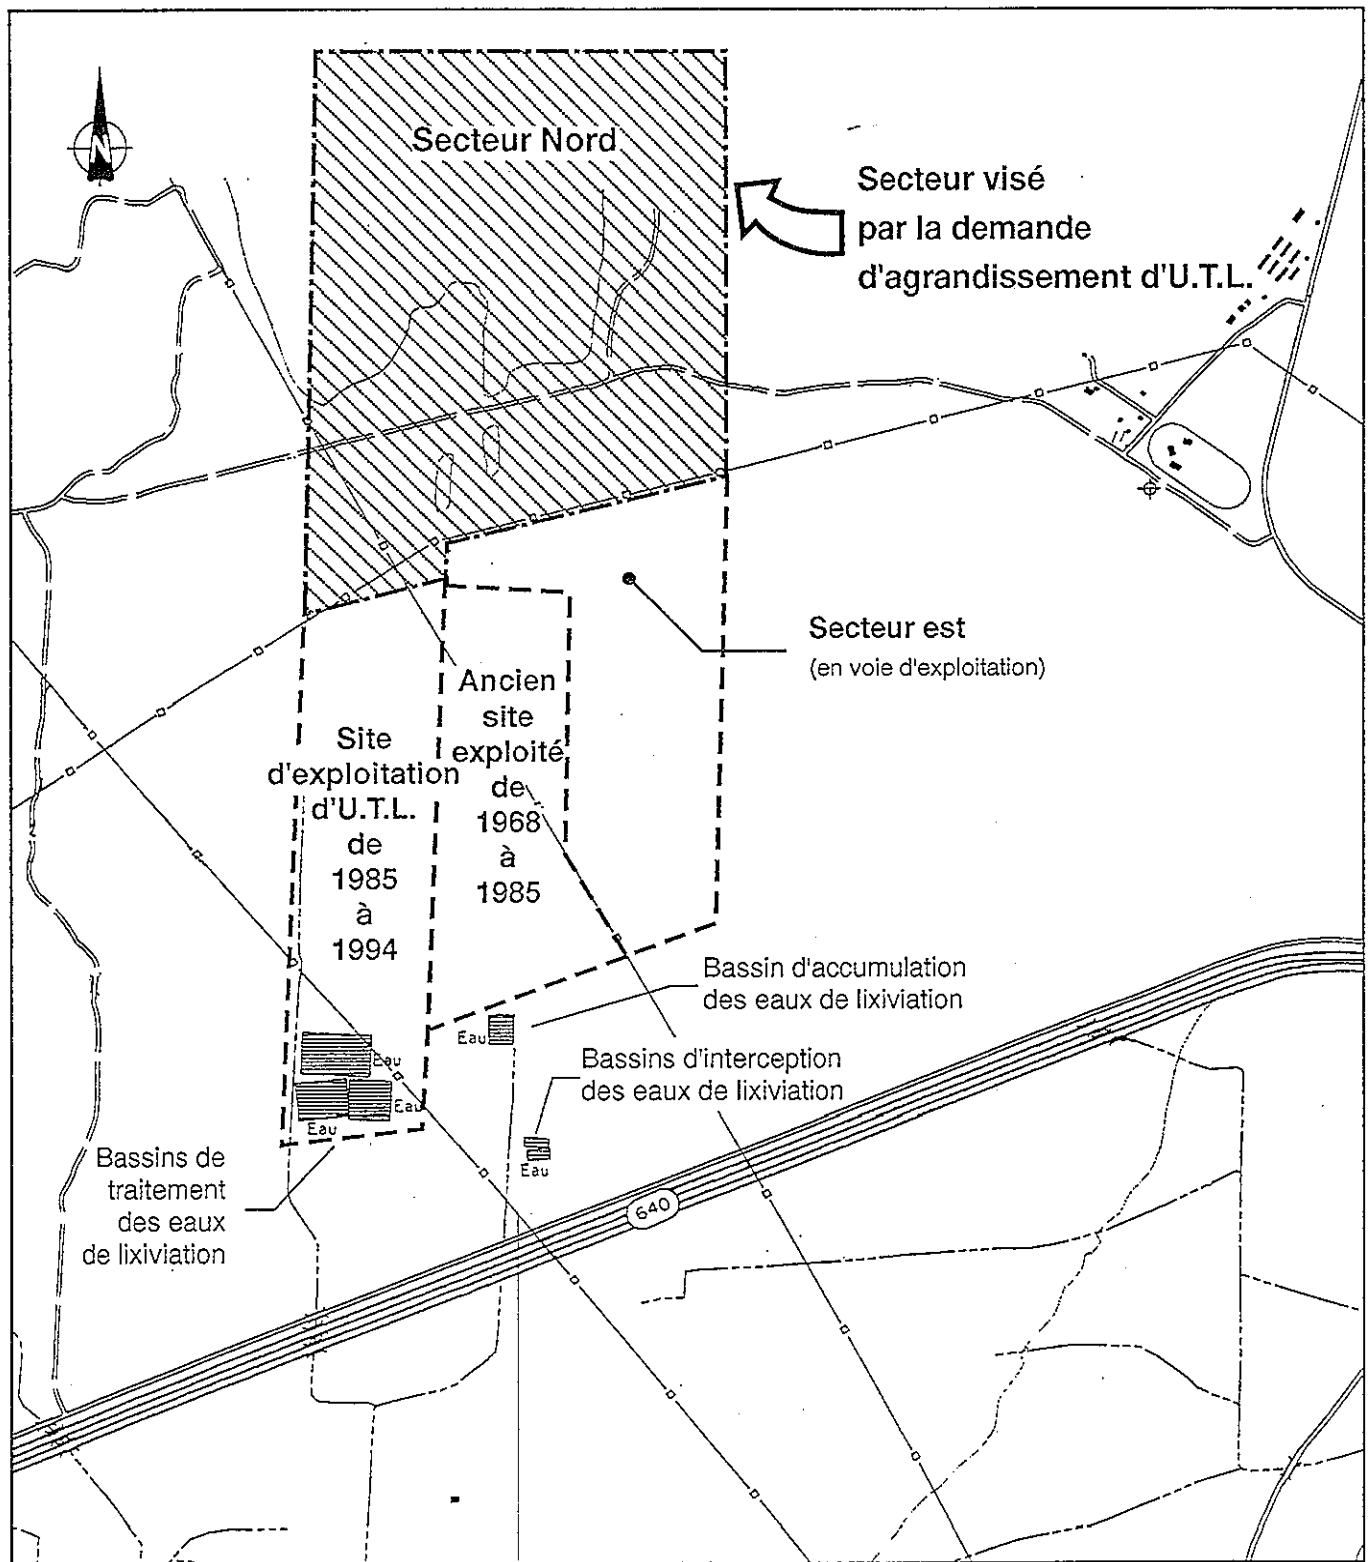 N
Secteur Nord
Secteur visé
par la demande
d'agrandissement d'U.T.L.
Secteur est
(en voie d'exploitation)
Ancien
site
exploité
de
1968
à
1985
Site
d'exploitation
d'U.T.L.
de
1985
à
1994
Bassin d'accumulation
des eaux de lixiviation
Eau
Bassins d'interception
des eaux de lixiviation
Eau
Eau
Eau
Eau
Bassins de
traitement
des eaux
de lixiviation
640